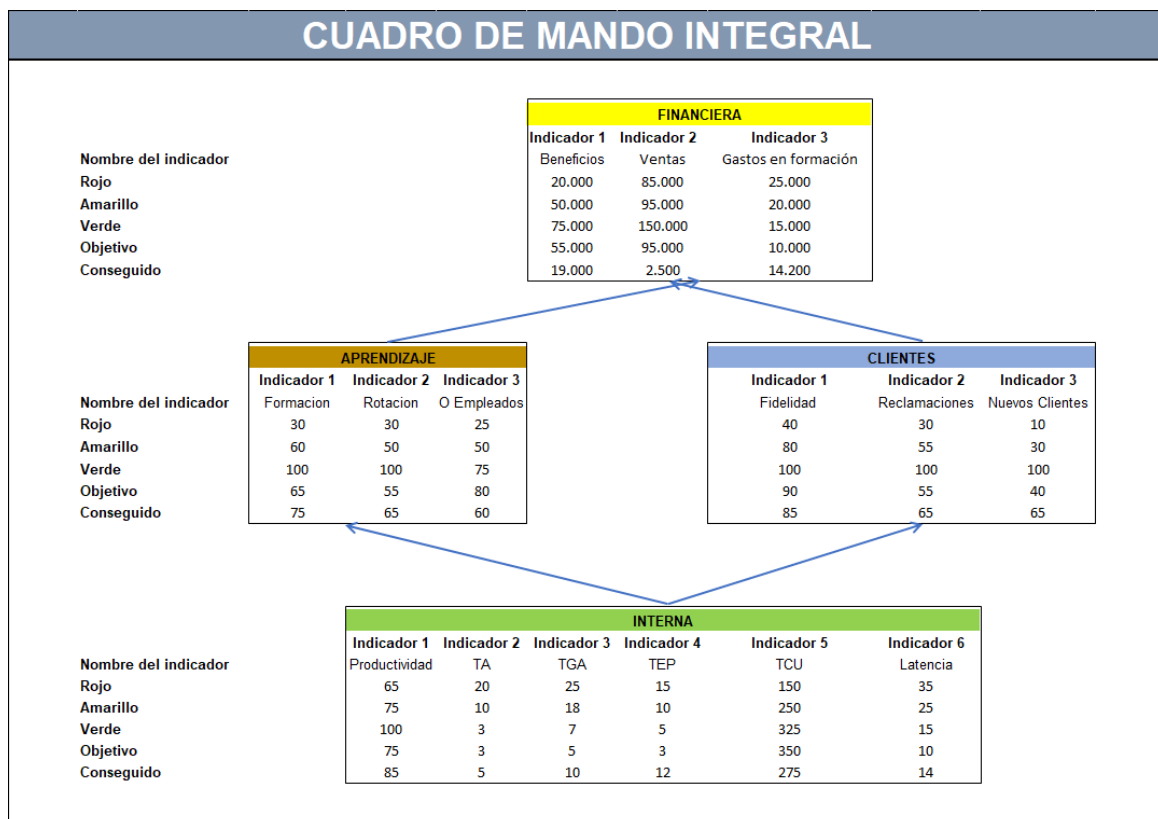 CUADRO DE MANDO INTEGRAL
FINANCIERA
Indicador 1 Indicador 2 Indicador 3
Nombre del indicador Beneficios Ventas Gastos en formación
Rojo 20.000 85.000 25.000
Amarillo 50.000 95.000 20.000
Verde 75.000 150.000 15.000
Objetivo 55.000 95.000 10.000
Conseguido 19.000 2.500 14.200
APRENDIZAJE CLIENTES
Indicador 1 Indicador 2 Indicador 3 Indicador 1 Indicador 2 Indicador 3
Nombre del indicador Formacion Rotacion O Empleados Fidelidad Reclamaciones Nuevos Clientes
Rojo 30 30 25 40 30 10
Amarillo 60 50 50 80 55 30
Verde 100 100 75 100 100 100
Objetivo 65 55 80 90 55 40
Conseguido 75 65 60 85 65 65
INTERNA
Indicador 1 Indicador 2 Indicador 3 Indicador 4 Indicador 5 Indicador 6
Nombre del indicador Productividad TA TGA TEP TCU Latencia
Rojo 65 20 25 15 150 35
Amarillo 75 10 18 10 250 25
Verde 100 3 7 5 325 15
Objetivo 75 3 5 3 350 10
Conseguido 85 5 10 12 275 14